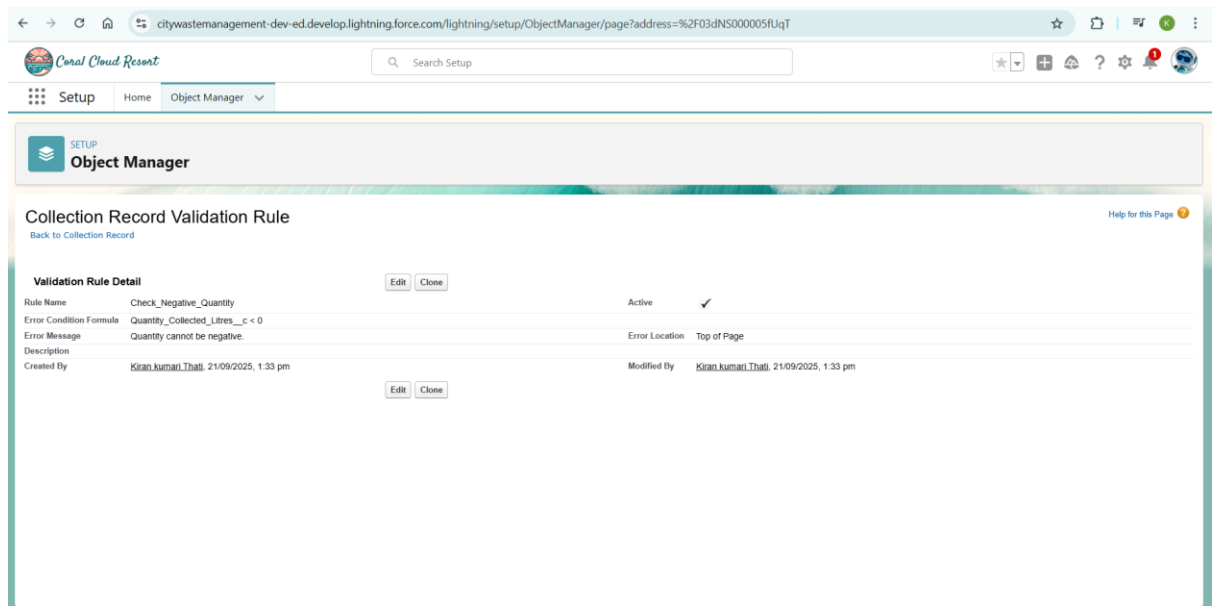 citywastemanagement-dev-ed.develop.lightning.force.com/lightning/setup/ObjectManager/page?address=%2F03dNS000005fUqT
K
Coral Cloud Resort
Search Setup
1
Setup Home Object Manager
SETUP
Object Manager
Collection Record Validation Rule
Help for this Page ?
Back to Collection Record
Validation Rule Detail
Edit Clone
Rule Name Check_Negative_Quantity Active ✓
Error Condition Formula Quantity_Collected_Litres__c < 0
Error Message Quantity cannot be negative. Error Location Top of Page
Description
Created By Kiran kumari Thati, 21/09/2025, 1:33 pm Modified By Kiran kumari Thati, 21/09/2025, 1:33 pm
Edit Clone